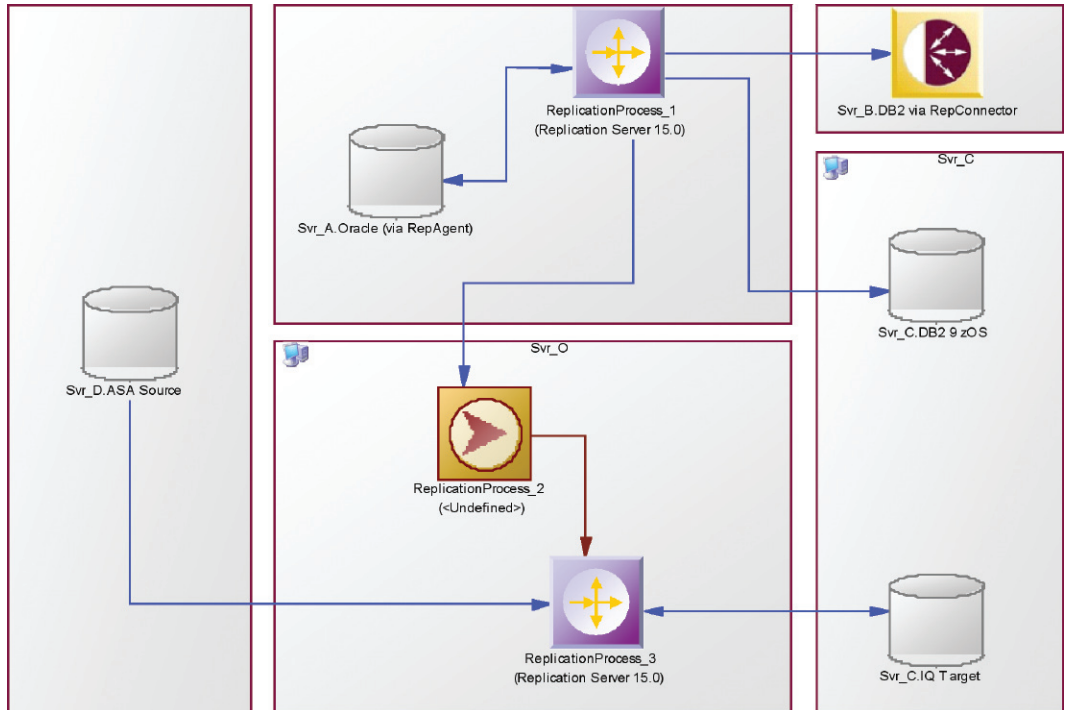 ReplicationProcess_1
(Replication Server 15.0)
Svr_B.DB2 via RepConnector
Svr_A.Oracle (via RepAgent)
Svr_C
Svr_C.DB2 9 zOS
Svr_D.ASA Source
Svr_O
ReplicationProcess_2
(<Undefined>)
ReplicationProcess_3
(Replication Server 15.0)
Svr_C.IQ Target